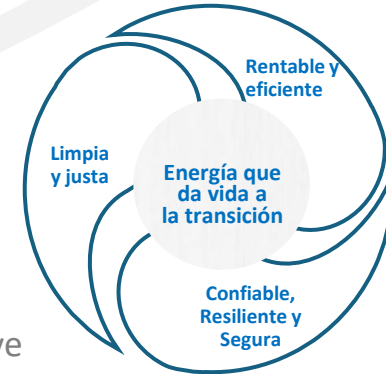 Rentable y
eficiente
Limpia
y justa
Energía que
da vida a
la transición
Confiable,
Resiliente y
Segura